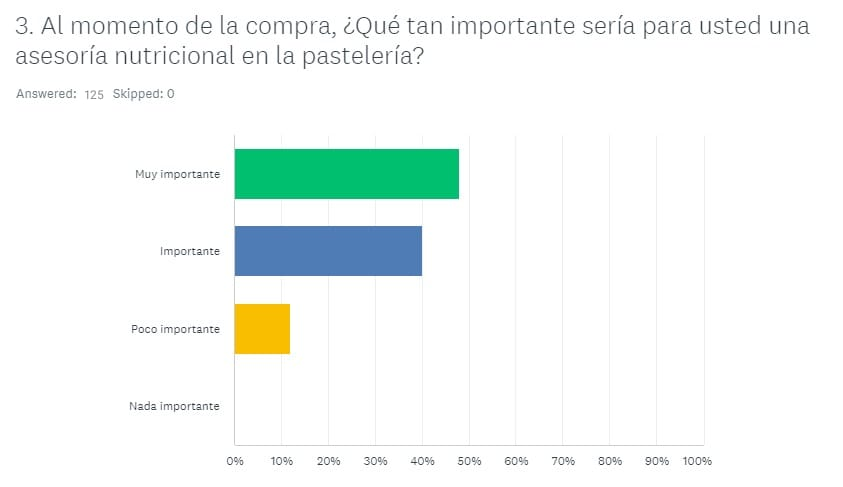 3. Al momento de la compra, ¿Qué tan importante sería para usted una
asesoría nutricional en la pastelería?
Answered: 125 Skipped: 0
Muy importante
Importante
Poco importante
Nada importante
0% 10% 20% 30% 40% 50% 60% 70% 80% 90% 100%